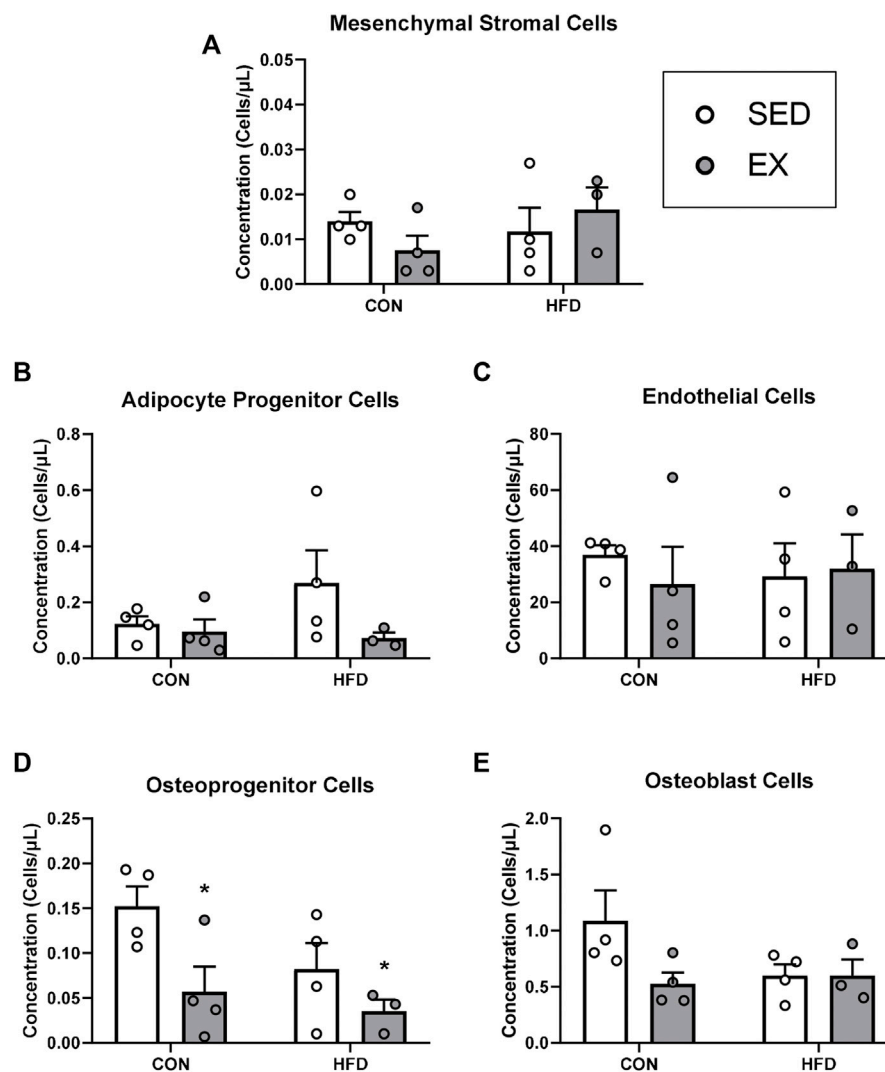 Mesenchymal Stromal Cells
A
Concentration (Cells/µL)
0.05
0.04
0.03
0.02
0.01
0.00
CON HFD
SED
EX
B
Adipocyte Progenitor Cells
Concentration (Cells/µL)
0.8
0.6
0.4
0.2
0.0
CON HFD
C
Endothelial Cells
Concentration (Cells/µL)
80
60
40
20
0
CON HFD
D
Osteoprogenitor Cells
Concentration (Cells/µL)
0.25
0.20
0.15
0.10
0.05
0.00
* *
CON HFD
E
Osteoblast Cells
Concentration (Cells/µL)
2.0
1.5
1.0
0.5
0.0
CON HFD